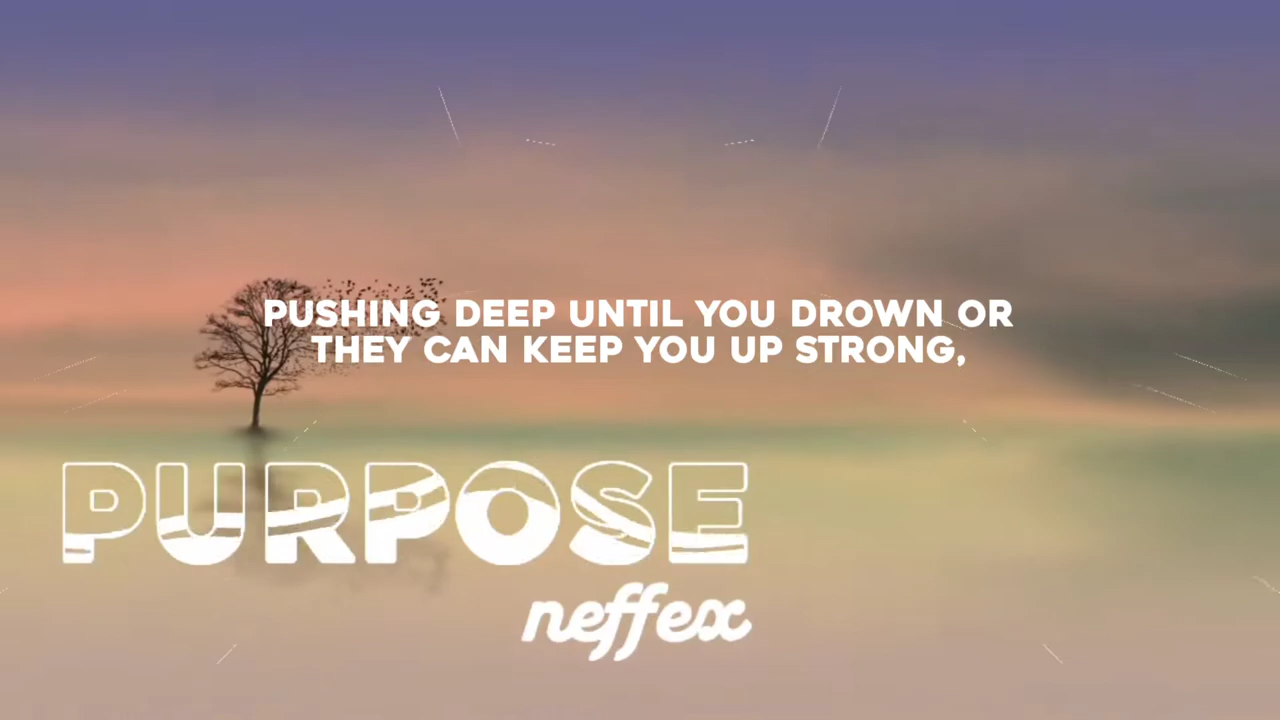 PUSHING DEEP UNTIL YOU DROWN OR
THEY CAN KEEP YOU UP STRONG,
PURPOSE
neffex